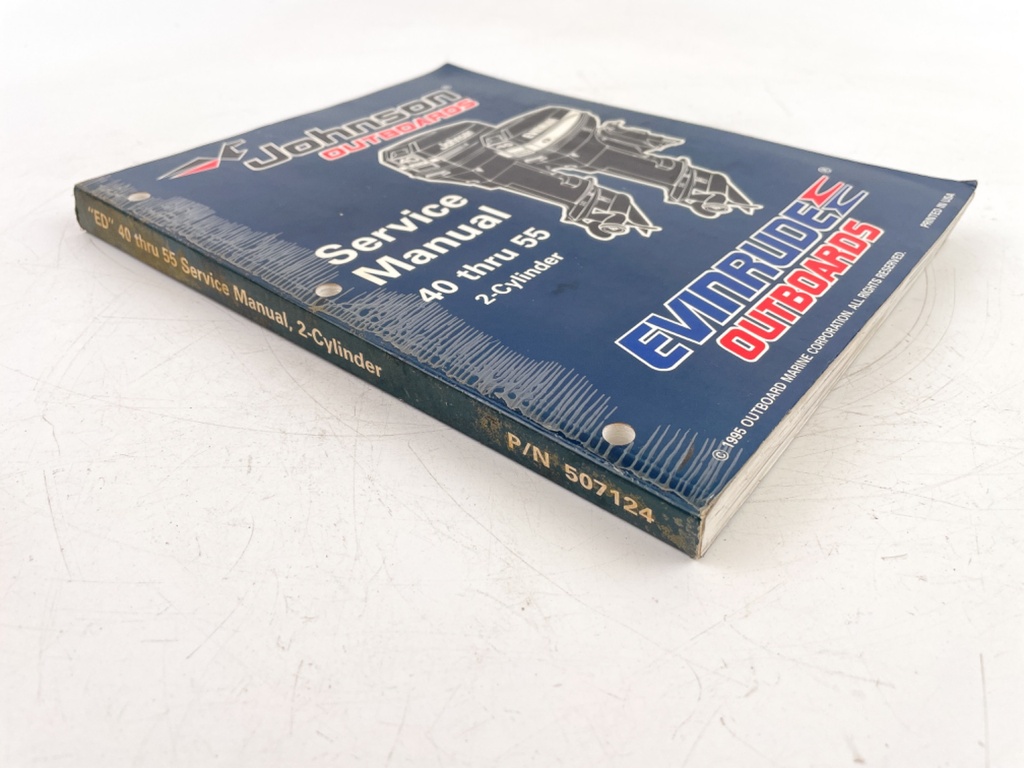 Johnson
OUTBOARDS
Service
Manual
40 thru 55
2-Cylinder
EVINRUDE®
OUTBOARDS
© 1995 OUTBOARD MARINE CORPORATION. ALL RIGHTS RESERVED.
PRINTED IN USA
"ED" 40 thru 55 Service Manual, 2-Cylinder
P/N 507124